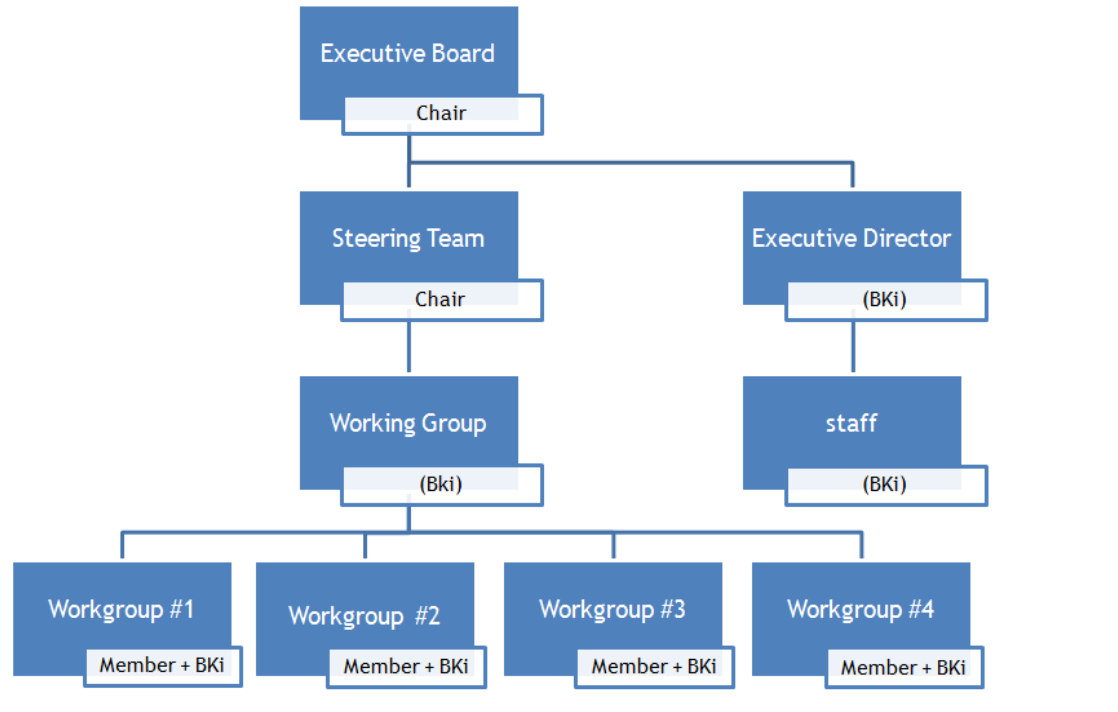 Executive Board
Chair
Steering Team
Chair
Executive Director
(BKi)
Working Group
(Bki)
staff
(BKi)
Workgroup #1
Member + BKi
Workgroup #2
Member + BKi
Workgroup #3
Member + BKi
Workgroup #4
Member + BKi